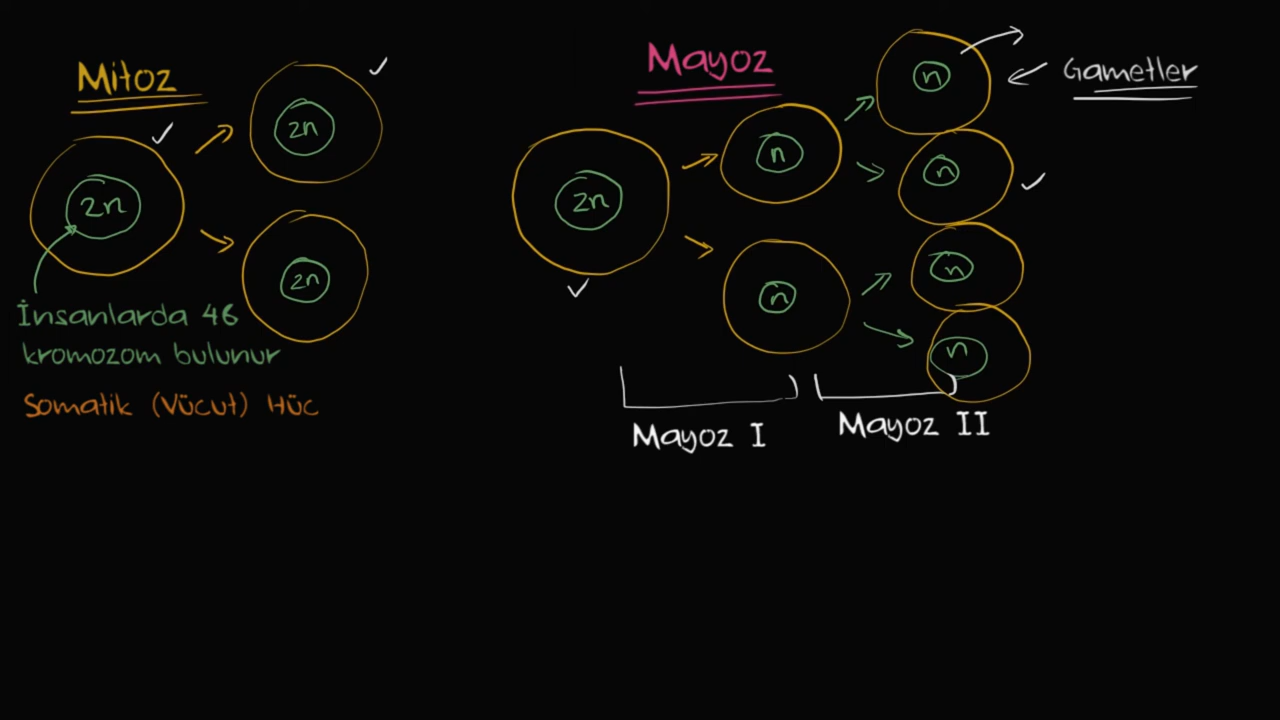 Mitoz
2n
2n
2n
İnsanlarda 46
kromozom bulunur
Somatik (Vücut) Hüc
Mayoz
2n
n
n
n
n
n
n
Gametler
Mayoz I
Mayoz II